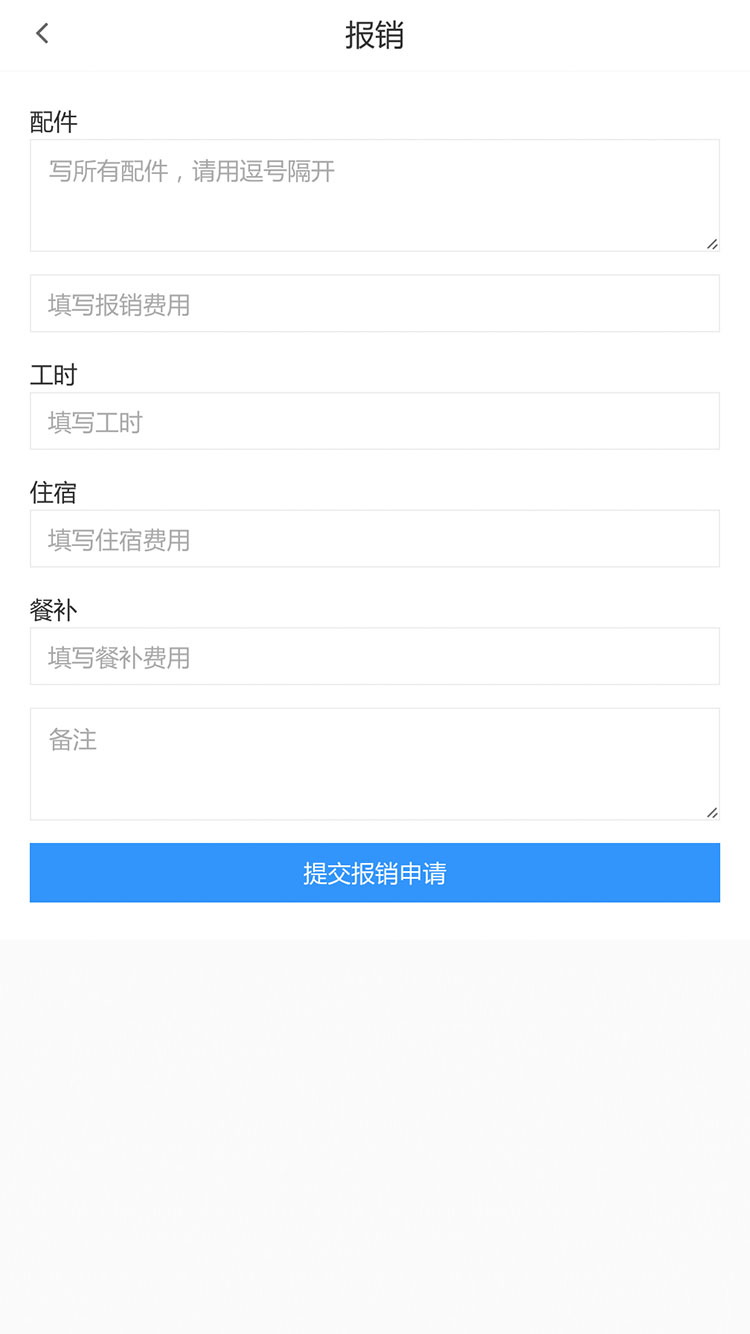 报销
配件
写所有配件，请用逗号隔开
填写报销费用
工时
填写工时
住宿
填写住宿费用
餐补
填写餐补费用
备注
提交报销申请